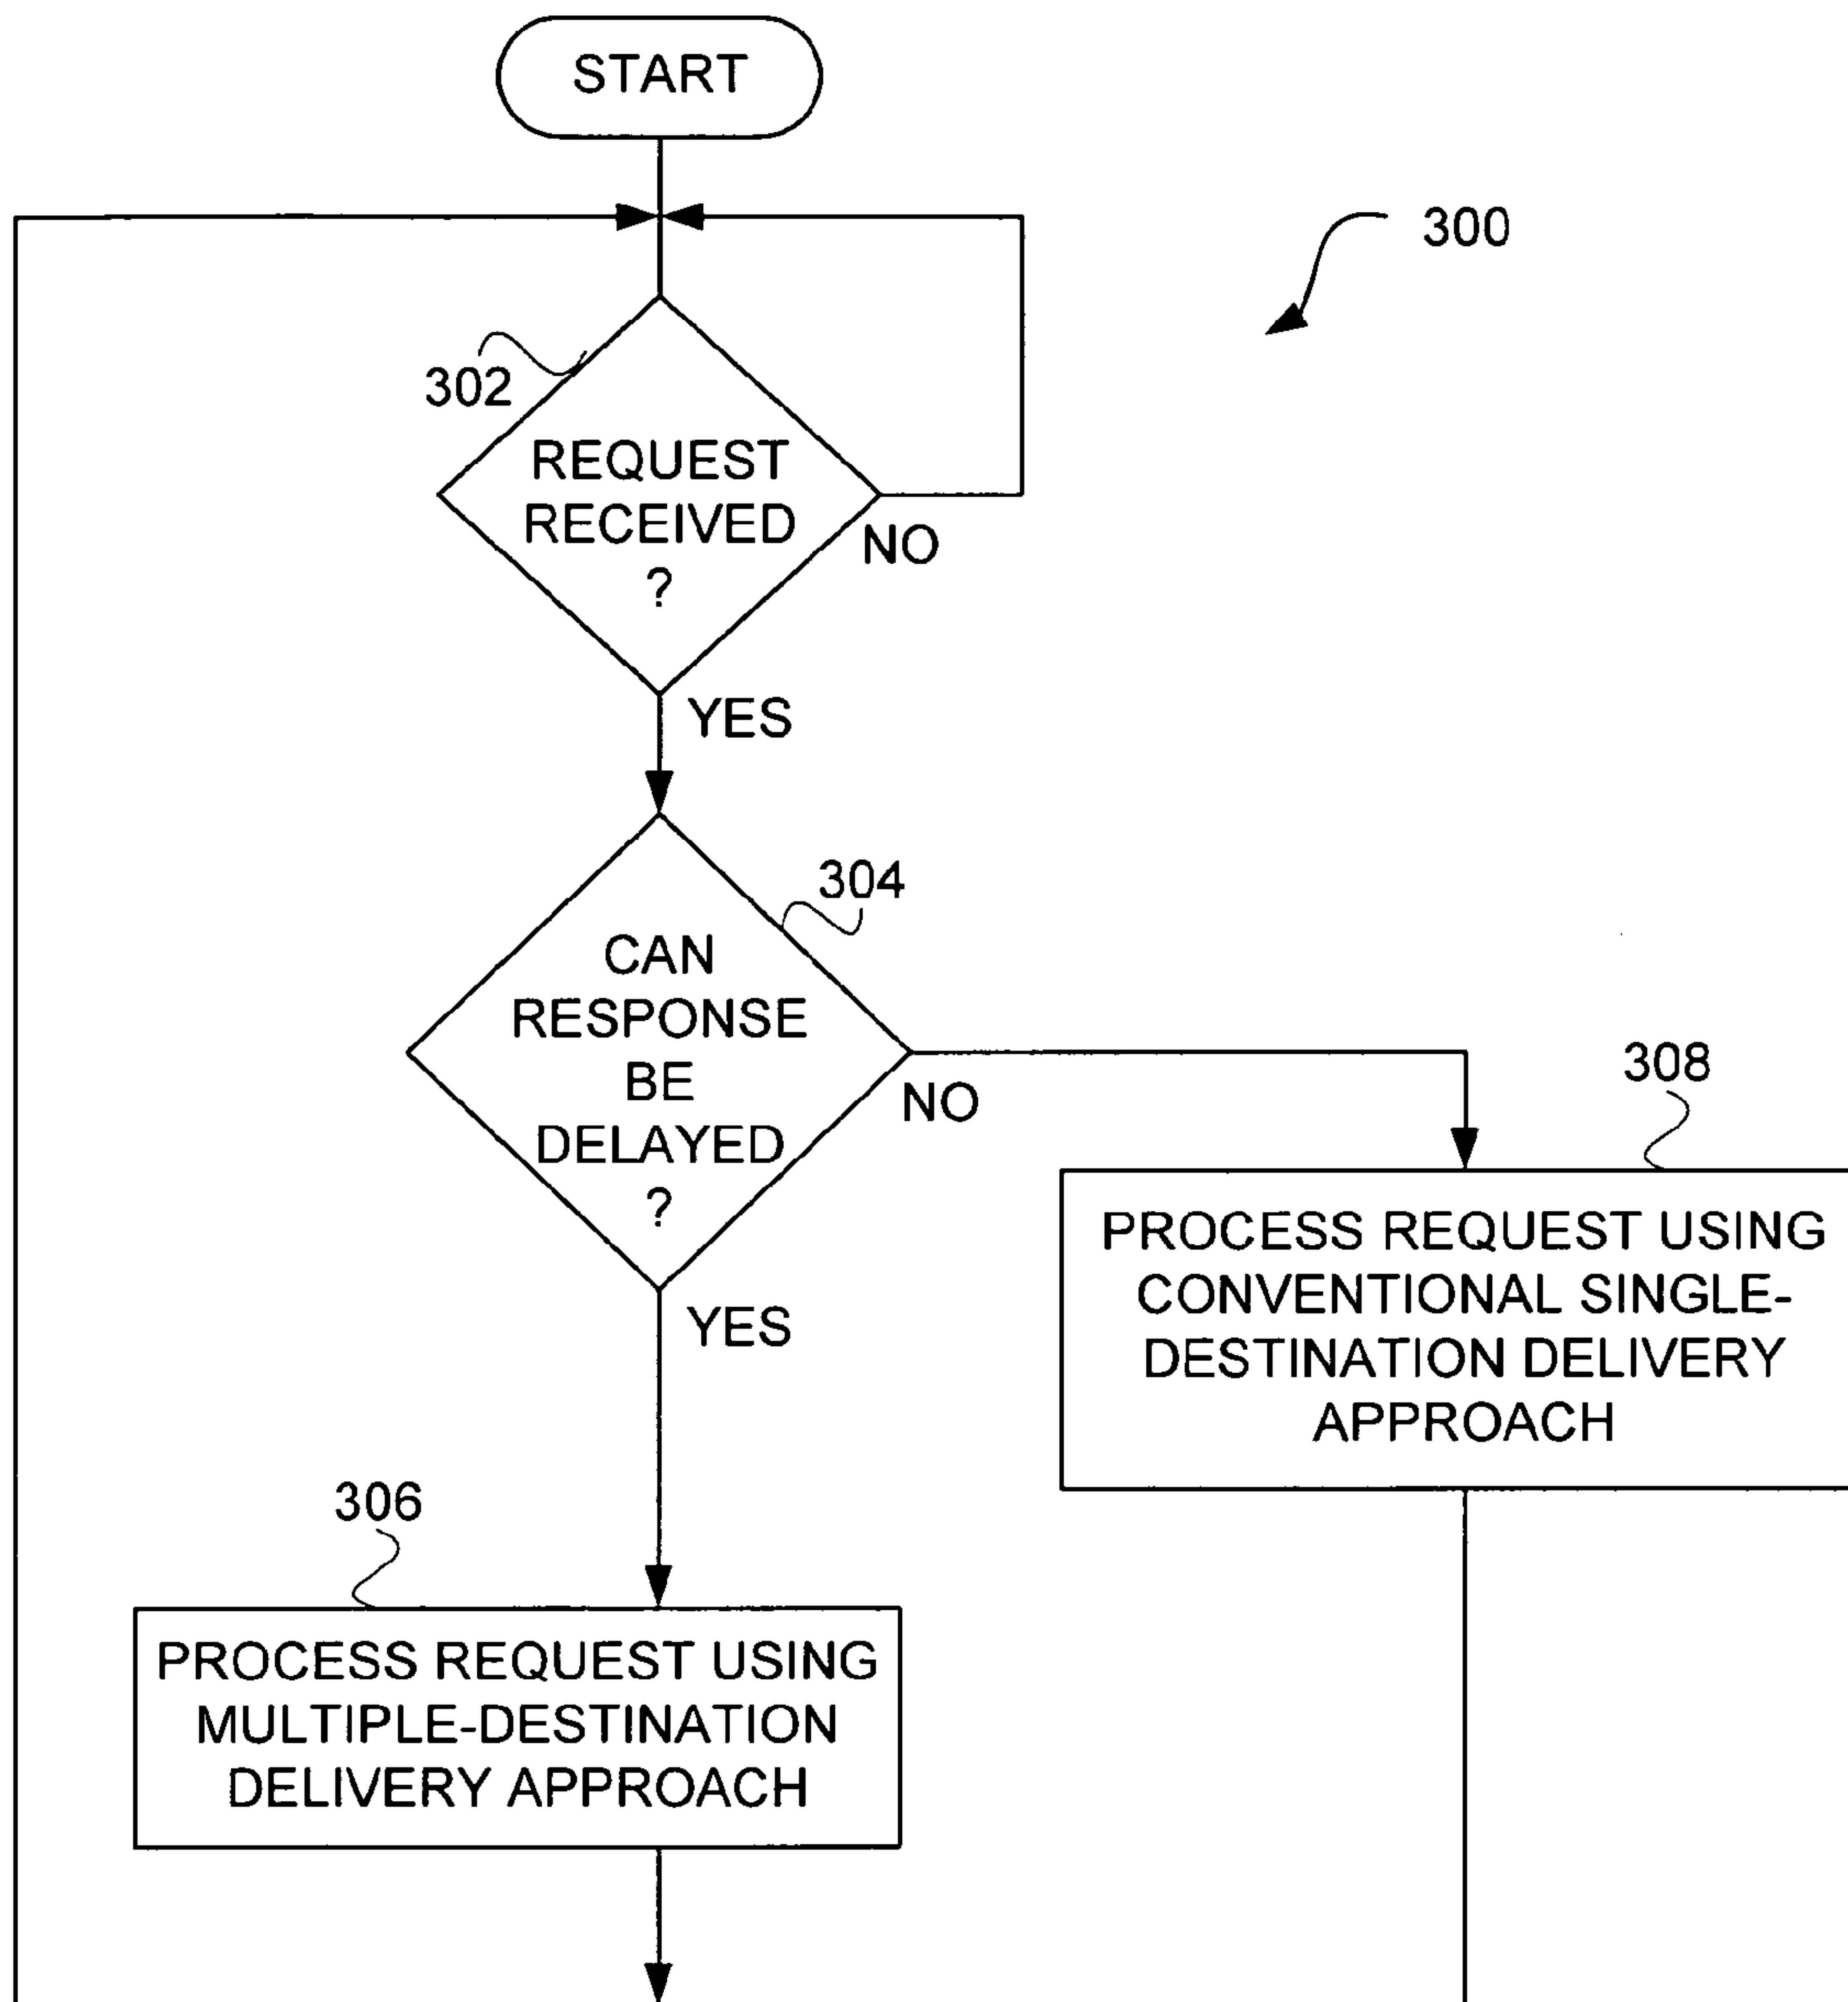 START
300
302
REQUEST
RECEIVED
?
NO
YES
304
CAN
RESPONSE
BE
DELAYED
?
NO
YES
308
PROCESS REQUEST USING
CONVENTIONAL SINGLE-
DESTINATION DELIVERY
APPROACH
306
PROCESS REQUEST USING
MULTIPLE-DESTINATION
DELIVERY APPROACH